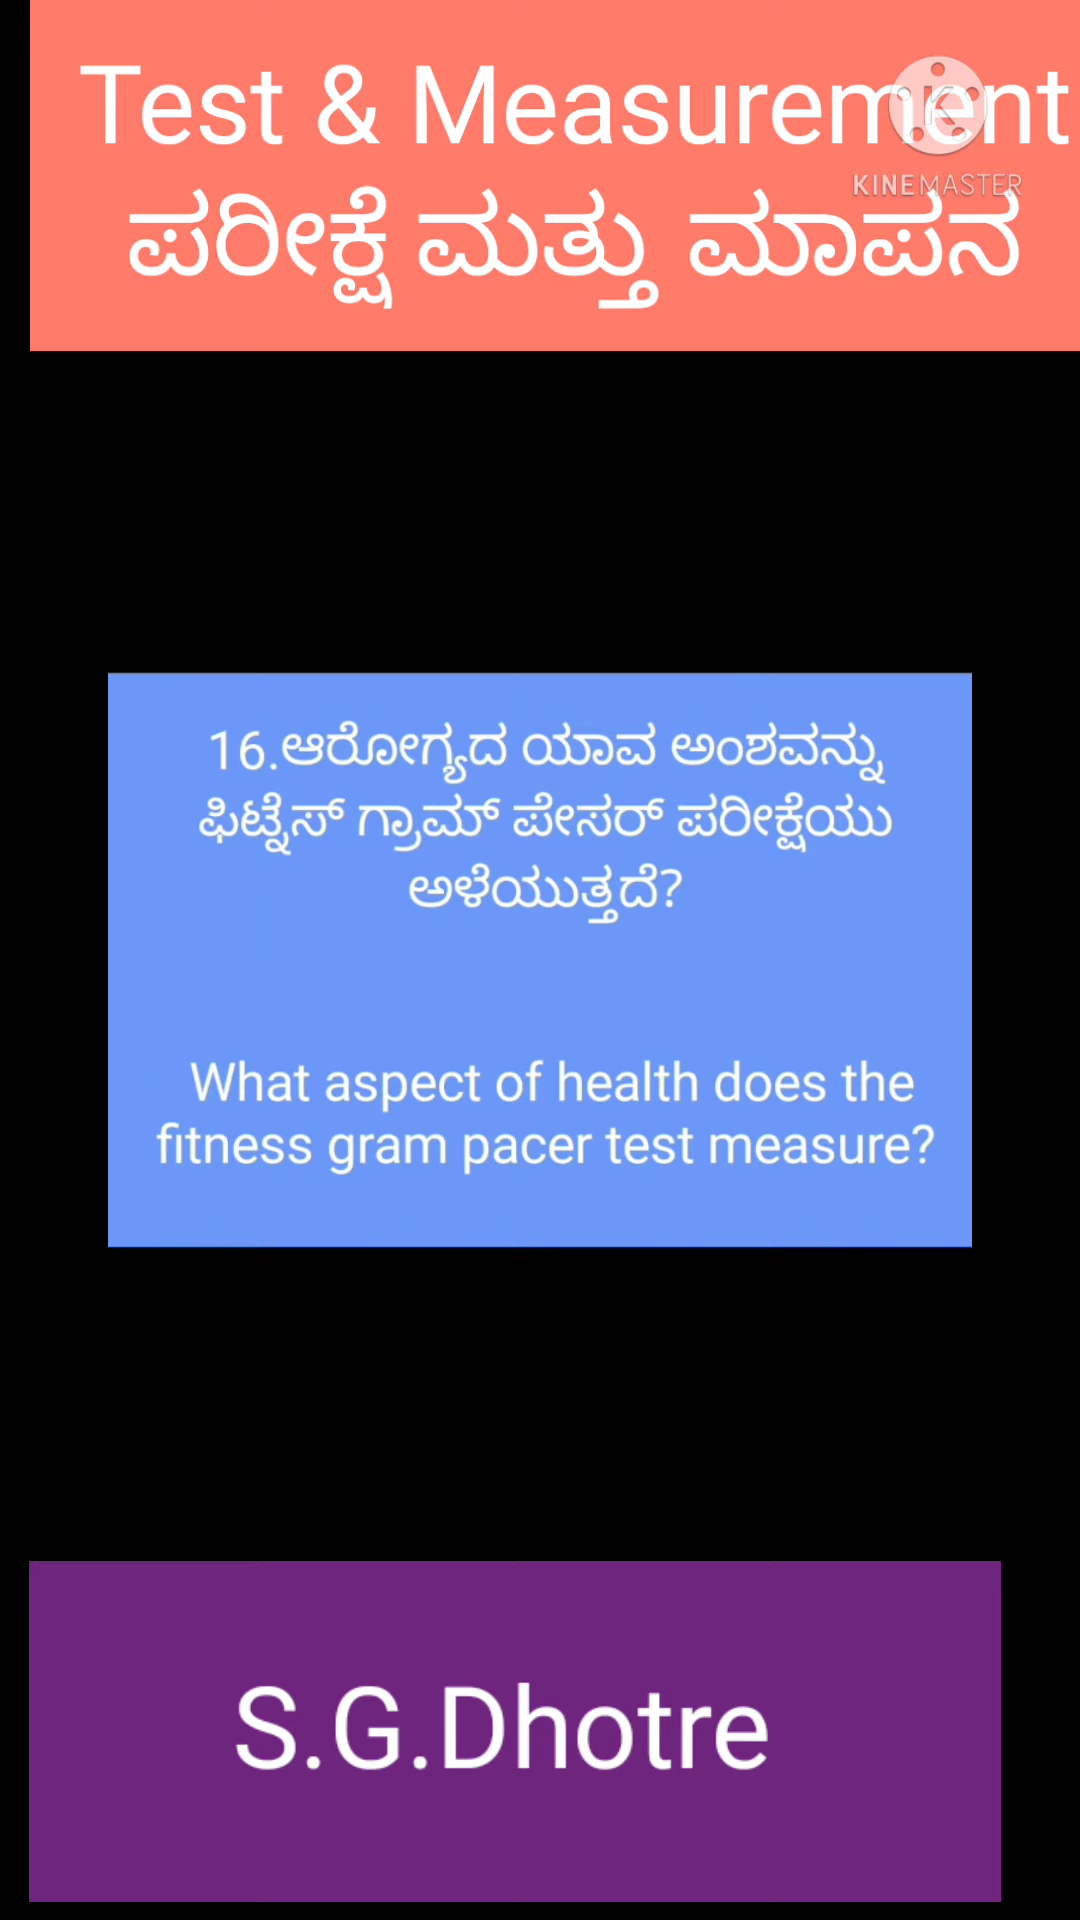 Test & Measurement
KINEMASTER
ಪರೀಕ್ಷೆ ಮತ್ತು ಮಾಪನ
16.ಆರೋಗ್ಯದ ಯಾವ ಅಂಶವನ್ನು
ಫಿಟ್ನೆಸ್ ಗ್ರಾಮ್ ಪೇಸರ್ ಪರೀಕ್ಷೆಯು
ಅಳೆಯುತ್ತದೆ?
What aspect of health does the
fitness gram pacer test measure?
S.G.Dhotre